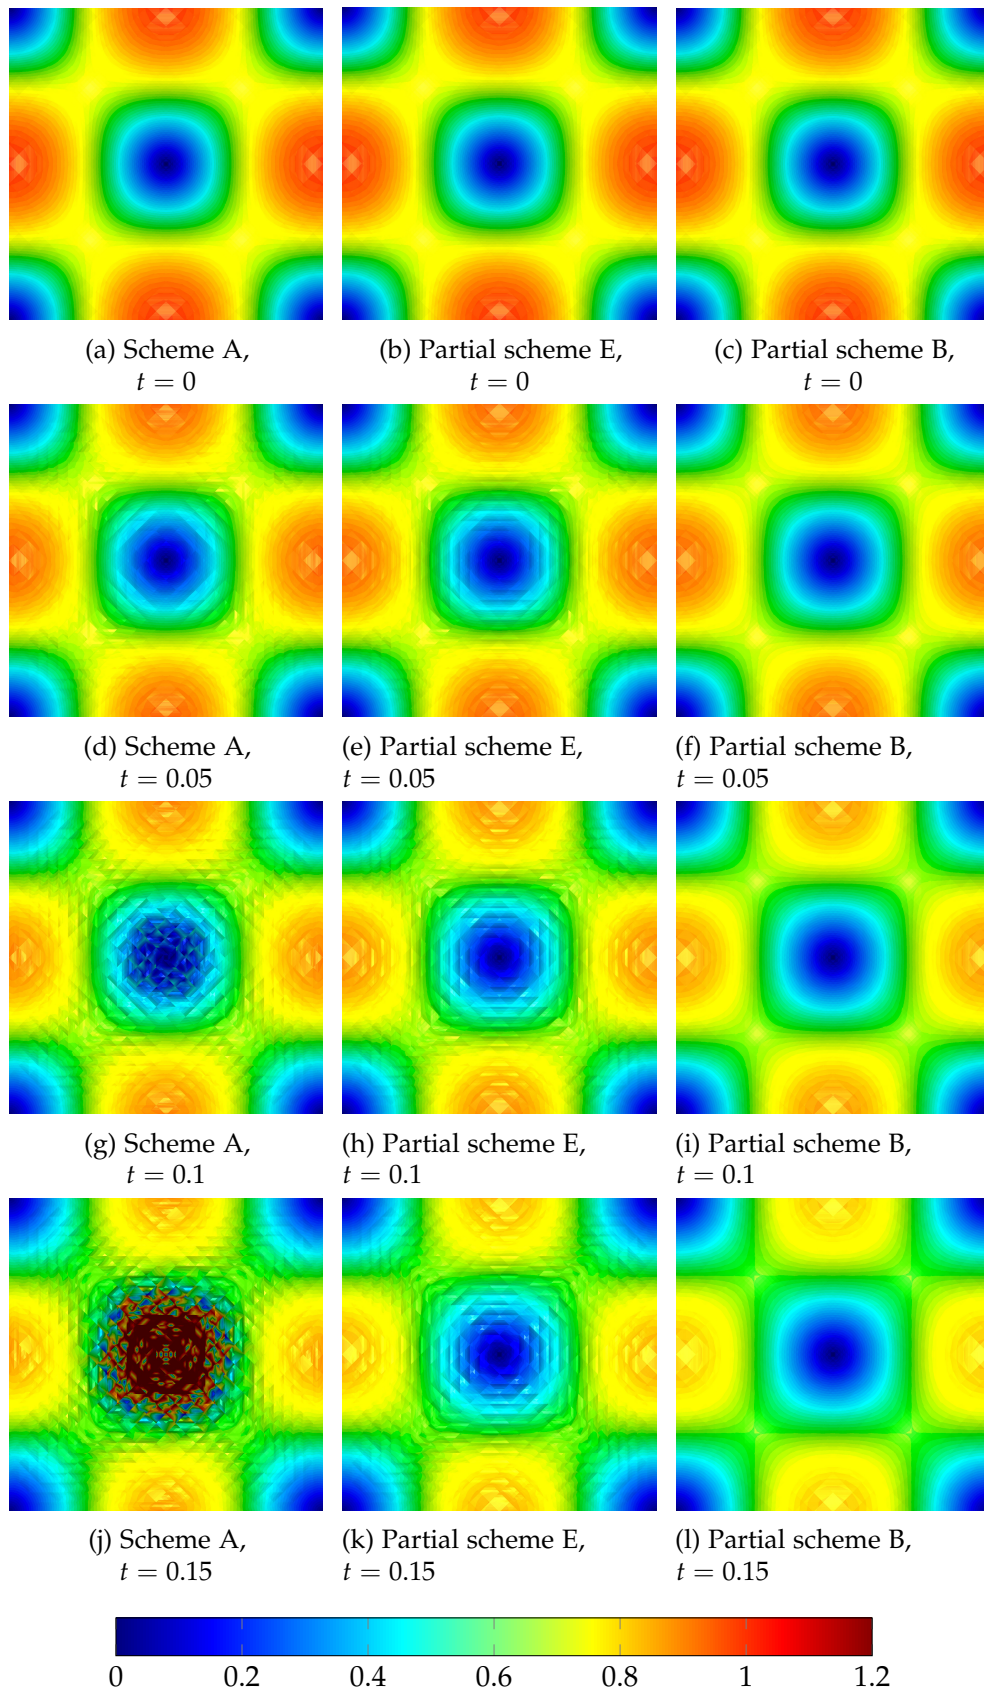 (a) Scheme A,
t = 0
(b) Partial scheme E,
t = 0
(c) Partial scheme B,
t = 0
(d) Scheme A,
t = 0.05
(e) Partial scheme E,
t = 0.05
(f) Partial scheme B,
t = 0.05
(g) Scheme A,
t = 0.1
(h) Partial scheme E,
t = 0.1
(i) Partial scheme B,
t = 0.1
(j) Scheme A,
t = 0.15
(k) Partial scheme E,
t = 0.15
(l) Partial scheme B,
t = 0.15
0 0.2 0.4 0.6 0.8 1 1.2